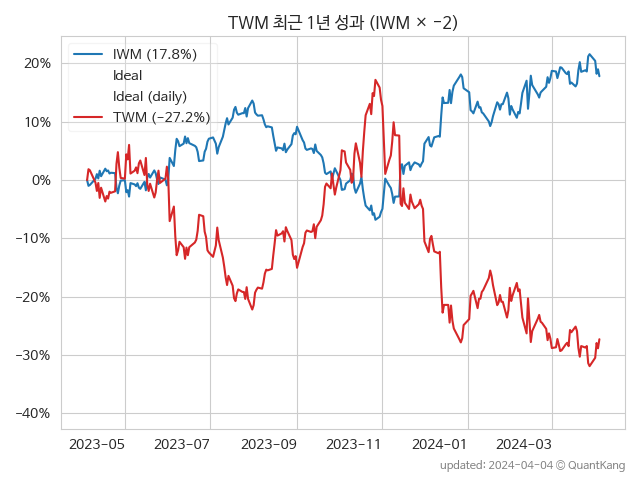 TWM 최근 1년 성과 (IWM × −2)
IWM (17.8%)
Ideal
Ideal (daily)
TWM (−27.2%)
20%
10%
0%
−10%
−20%
−30%
−40%
2023-05
2023-07
2023-09
2023-11
2024-01
2024-03
updated: 2024-04-04 © QuantKang